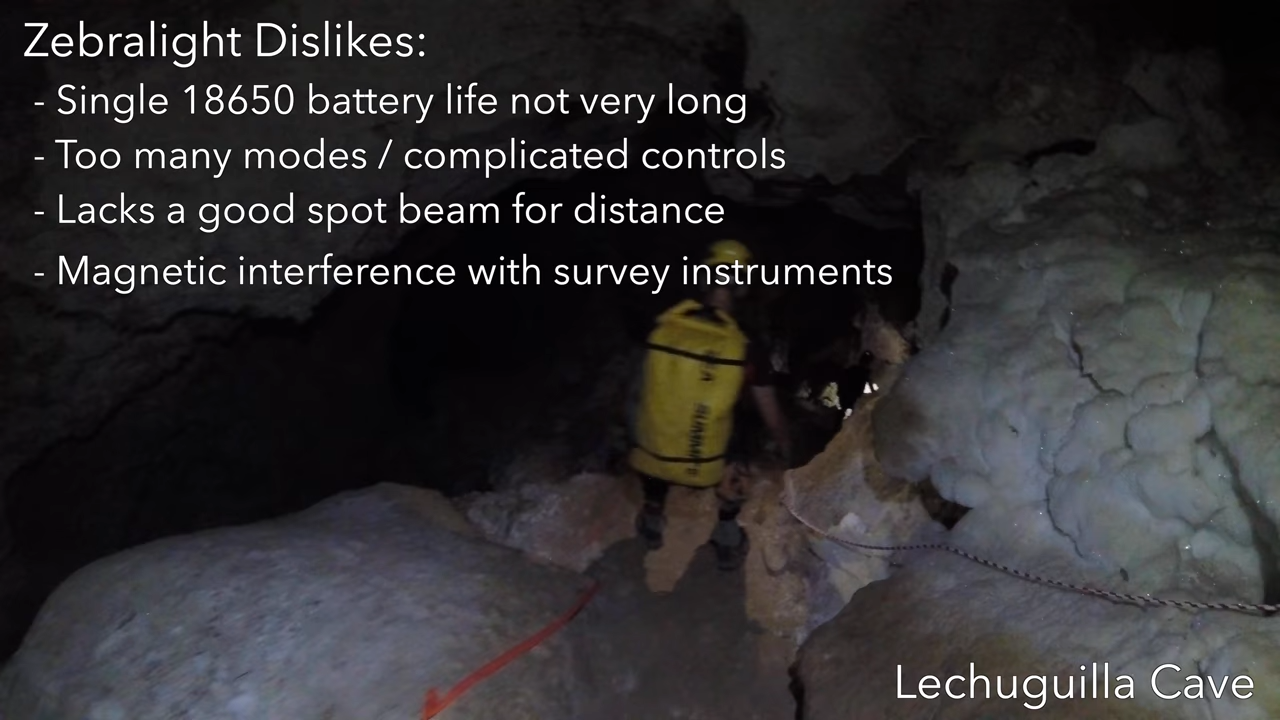 Zebralight Dislikes:
- Single 18650 battery life not very long
- Too many modes / complicated controls
- Lacks a good spot beam for distance
- Magnetic interference with survey instruments
Lechuguilla Cave